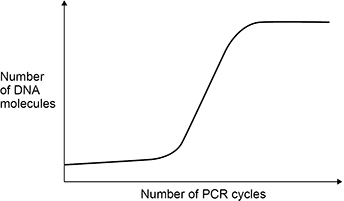 Number
of DNA
molecules
Number of PCR cycles